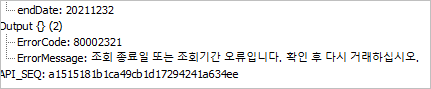 endDate: 20211232
Output {} (2)
ErrorCode: 80002321
ErrorMessage: 조회 종료일 또는 조회기간 오류입니다. 확인 후 다시 거래하십시오.
API_SEQ: a1515181b1ca49cb1d17294241a634ee